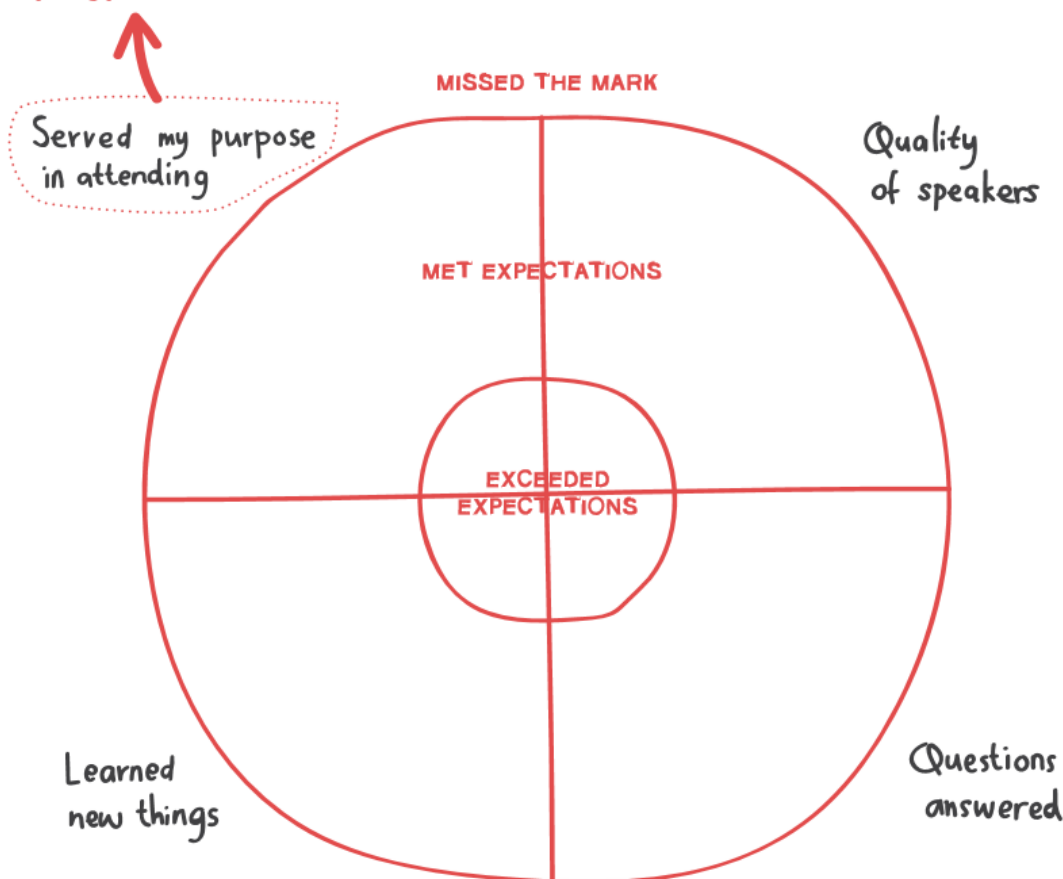 MISSED THE MARK
Served my purpose
in attending
Quality
of speakers
MET EXPECTATIONS
EXCEEDED
EXPECTATIONS
Learned
new things
Questions
answered